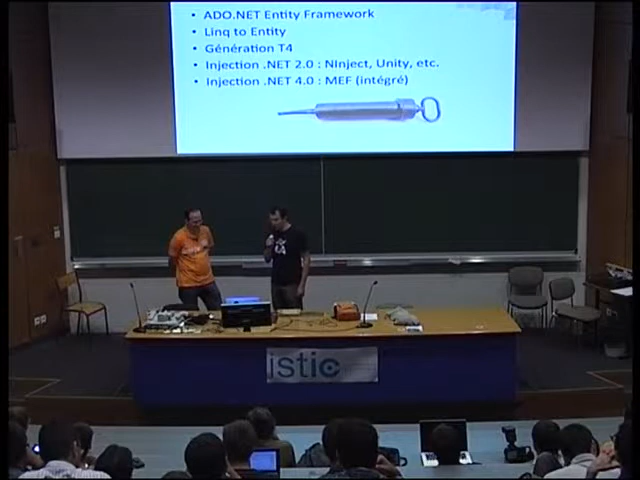 • ADO.NET Entity Framework
• Linq to Entity
• Génération T4
• Injection .NET 2.0 : NInject, Unity, etc.
• Injection .NET 4.0 : MEF (intégré)
istic